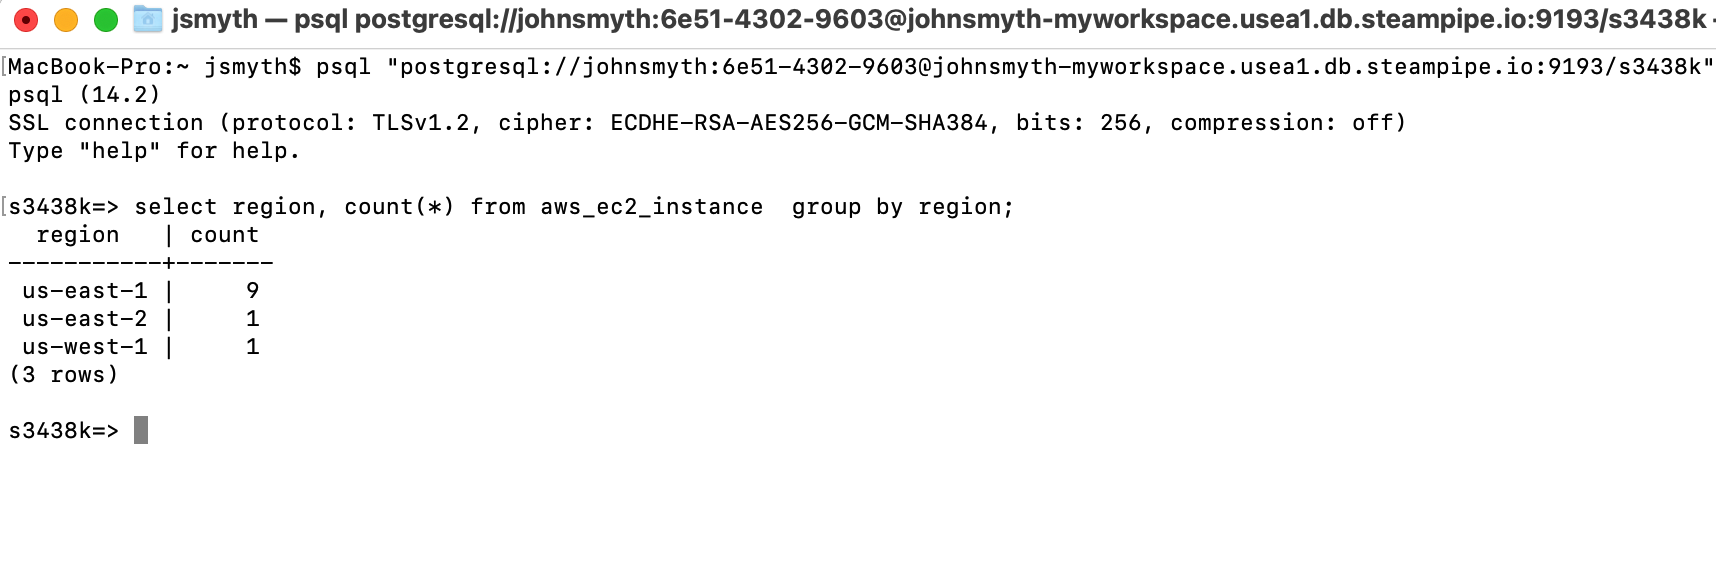 jsmyth — psql postgresql://johnsmyth:6e51-4302-9603@johnsmyth-myworkspace.usea1.db.steampipe.io:9193/s3438k -
[MacBook-Pro:~ jsmyth$ psql "postgresql://johnsmyth:6e51-4302-9603@johnsmyth-myworkspace.usea1.db.steampipe.io:9193/s3438k"
psql (14.2)
SSL connection (protocol: TLSv1.2, cipher: ECDHE-RSA-AES256-GCM-SHA384, bits: 256, compression: off)
Type "help" for help.

[s3438k=> select region, count(*) from aws_ec2_instance  group by region;
  region   | count
-----------+-------
 us-east-1 |     9
 us-east-2 |     1
 us-west-1 |     1
(3 rows)

s3438k=>